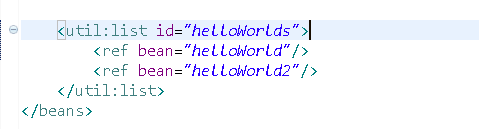 <util:list id="helloWorlds">
<ref bean="helloWorld"/>
<ref bean="helloWorld2"/>
</util:list>
</beans>